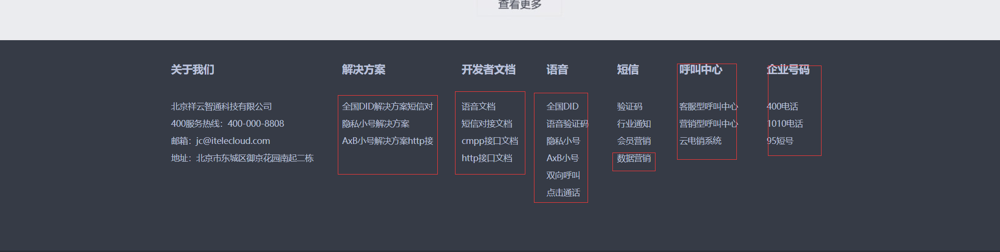 查看更多
关于我们
北京祥云智通科技有限公司
400服务热线：400-000-8808
邮箱：jc@itelecloud.com
地址：北京市东城区御京花园南起二栋
解决方案
全国DID解决方案短信对
隐私小号解决方案
AxB小号解决方案http接
开发者文档
语音文档
短信对接文档
cmpp接口文档
http接口文档
语音
全国DID
语音验证码
隐私小号
AxB小号
双向呼叫
点击通话
短信
验证码
行业通知
会员营销
数据营销
呼叫中心
客服型呼叫中心
营销型呼叫中心
云电销系统
企业号码
400电话
1010电话
95短号